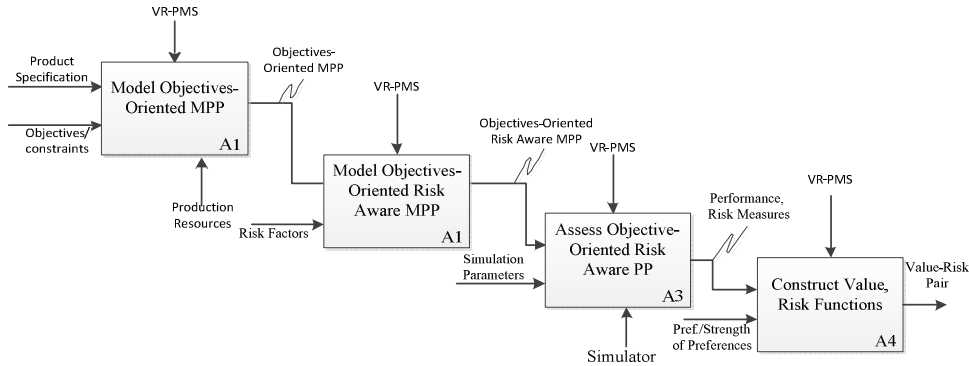 VR-PMS
Product
Specification
Model Objectives-
Oriented MPP
A1
Objectives/
constraints
Production
Resources
Objectives-
Oriented MPP
VR-PMS
Model Objectives-
Oriented Risk
Aware MPP
A1
Risk Factors
Objectives-Oriented
Risk Aware MPP
VR-PMS
Assess Objective-
Oriented Risk
Aware PP
A3
Simulation
Parameters
Simulator
Performance,
Risk Measures
VR-PMS
Construct Value,
Risk Functions
A4
Pref./Strength
of Preferences
Value-Risk
Pair